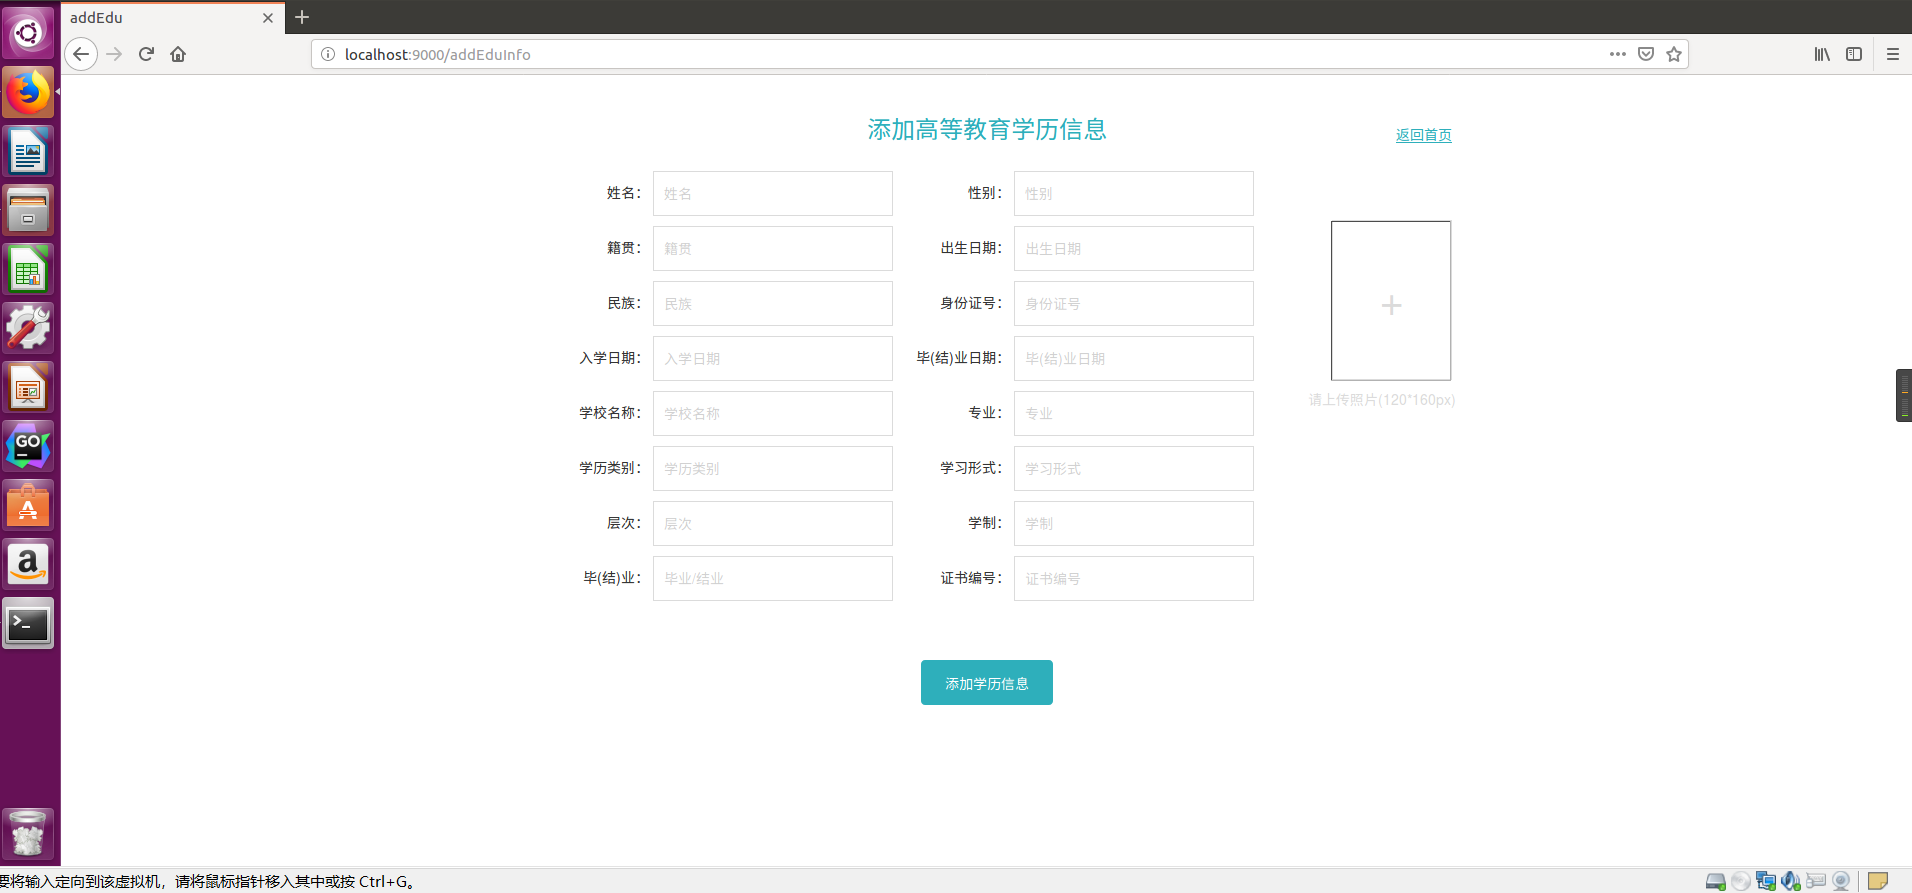 addEdu
localhost:9000/addEduInfo
添加高等教育学历信息
返回首页
姓名： 姓名 性别： 性别
籍贯： 籍贯 出生日期： 出生日期
民族： 民族 身份证号： 身份证号
入学日期： 入学日期 毕(结)业日期： 毕(结)业日期
学校名称： 学校名称 专业： 专业
学历类别： 学历类别 学习形式： 学习形式
层次： 层次 学制： 学制
毕(结)业： 毕业/结业 证书编号： 证书编号
请上传照片(120*160px)
添加学历信息
GO
A
a
>_
要将输入定向到该虚拟机，请将鼠标指针移入其中或按 Ctrl+G。